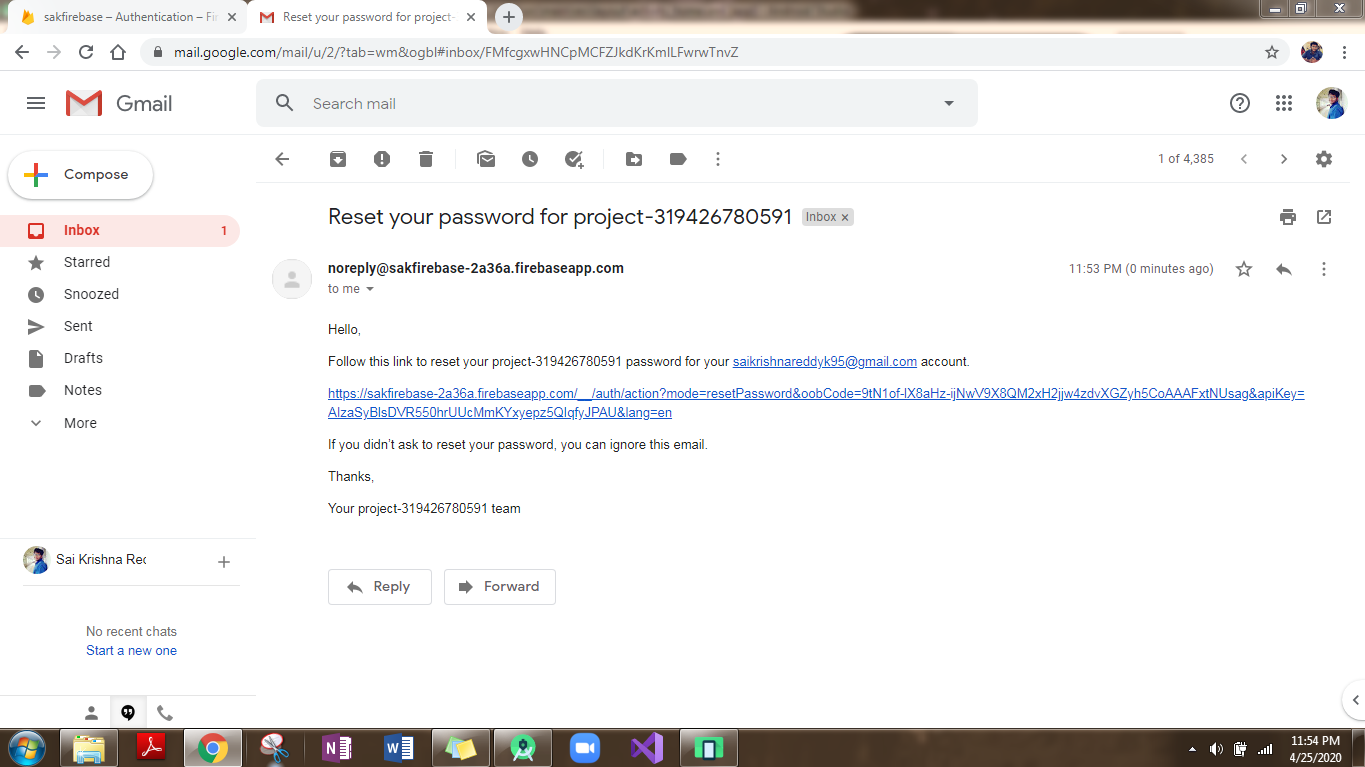 sakfirebase – Authentication – Fi
Reset your password for project-
mail.google.com/mail/u/2/?tab=wm&ogbl#inbox/FMfcgxwHNCpMCFZJkdKrKmlLFwrwTnvZ
Gmail
Search mail
Compose
1 of 4,385
Inbox 1
Starred
Snoozed
Sent
Drafts
Notes
More
Reset your password for project-319426780591 Inbox x
noreply@sakfirebase-2a36a.firebaseapp.com
11:53 PM (0 minutes ago)
to me
Hello,
Follow this link to reset your project-319426780591 password for your saikrishnareddyk95@gmail.com account.
https://sakfirebase-2a36a.firebaseapp.com/__/auth/action?mode=resetPassword&oobCode=9tN1of-lX8aHz-ijNwV9X8QM2xH2jjw4zdvXGZyh5CoAAAFxtNUsag&apiKey=
AIzaSyBlsDVR550hrUUcMmKYxyepz5QIqfyJPAU&lang=en
If you didn’t ask to reset your password, you can ignore this email.
Thanks,
Your project-319426780591 team
Reply
Forward
Sai Krishna Rec
No recent chats
Start a new one
11:54 PM
4/25/2020